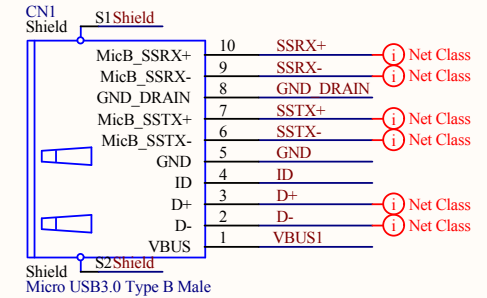 CN1
Shield S1 Shield
MicB_SSRX+ 10 SSRX+ i Net Class
MicB_SSRX- 9 SSRX- i Net Class
GND_DRAIN 8 GND_DRAIN
MicB_SSTX+ 7 SSTX+ i Net Class
MicB_SSTX- 6 SSTX- i Net Class
GND 5 GND
ID 4 ID
D+ 3 D+ i Net Class
D- 2 D- i Net Class
VBUS 1 VBUS1
Shield S2 Shield
Micro USB3.0 Type B Male